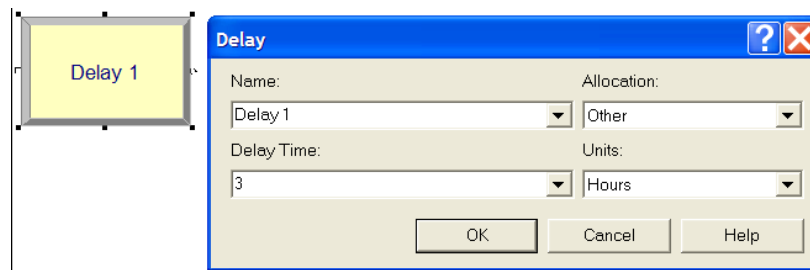 Delay 1
Delay
?
Name:
Allocation:
Delay 1
Other
Delay Time:
Units:
3
Hours
OK
Cancel
Help